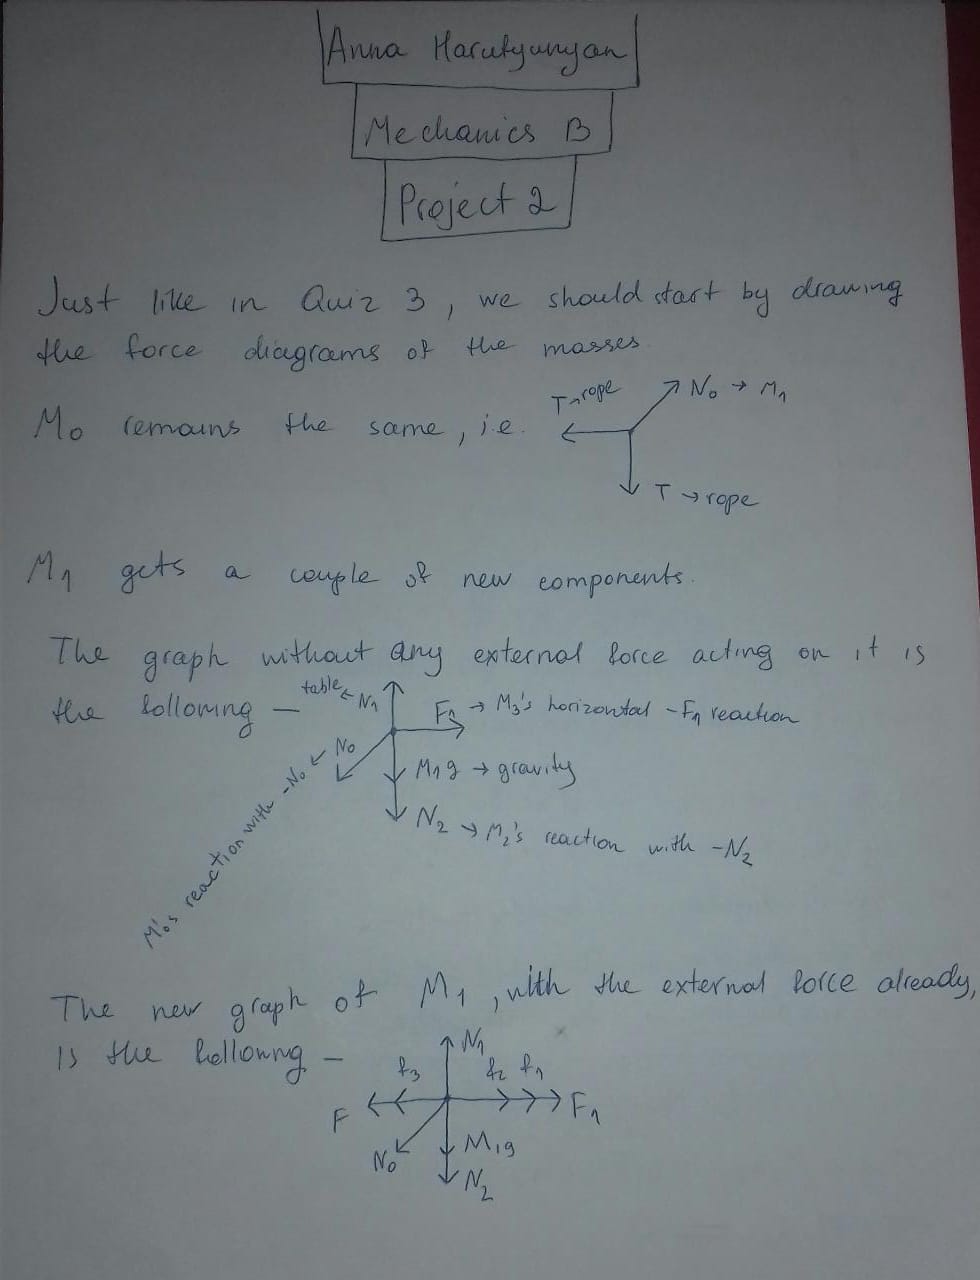 Anna Harutyunyan
Mechanics B
Project 2
Just like in Quiz 3, we should start by drawing
the force diagrams of the masses
M₀ remains the same, i.e.
T→rope
N₀ → M₁
T → rope
M₁ gets a couple of new components.
The graph without any external force acting on it is
the following —
table ← N₁
F₁ → M₃'s horizontal -F₁ reaction
N₀
M₀'s reaction with -N₀ ←
M₁g → gravity
N₂ → M₂'s reaction with -N₂
The new graph of M₁, with the external force already,
is the following —
N₁
f₃
f₂ f₁
F
F₁
N₀
M₁g
N₂